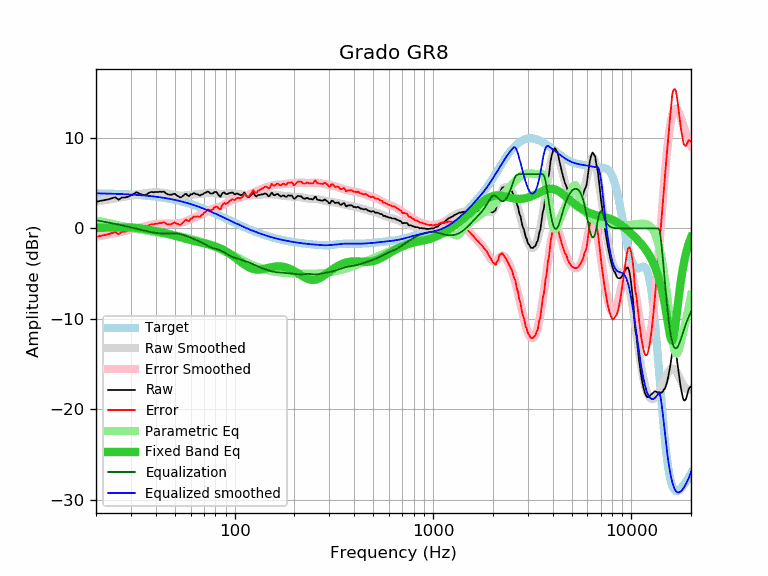 Grado GR8
Amplitude (dBr)
10
0
−10
−20
−30
Target
Raw Smoothed
Error Smoothed
Raw
Error
Parametric Eq
Fixed Band Eq
Equalization
Equalized smoothed
100
1000
10000
Frequency (Hz)